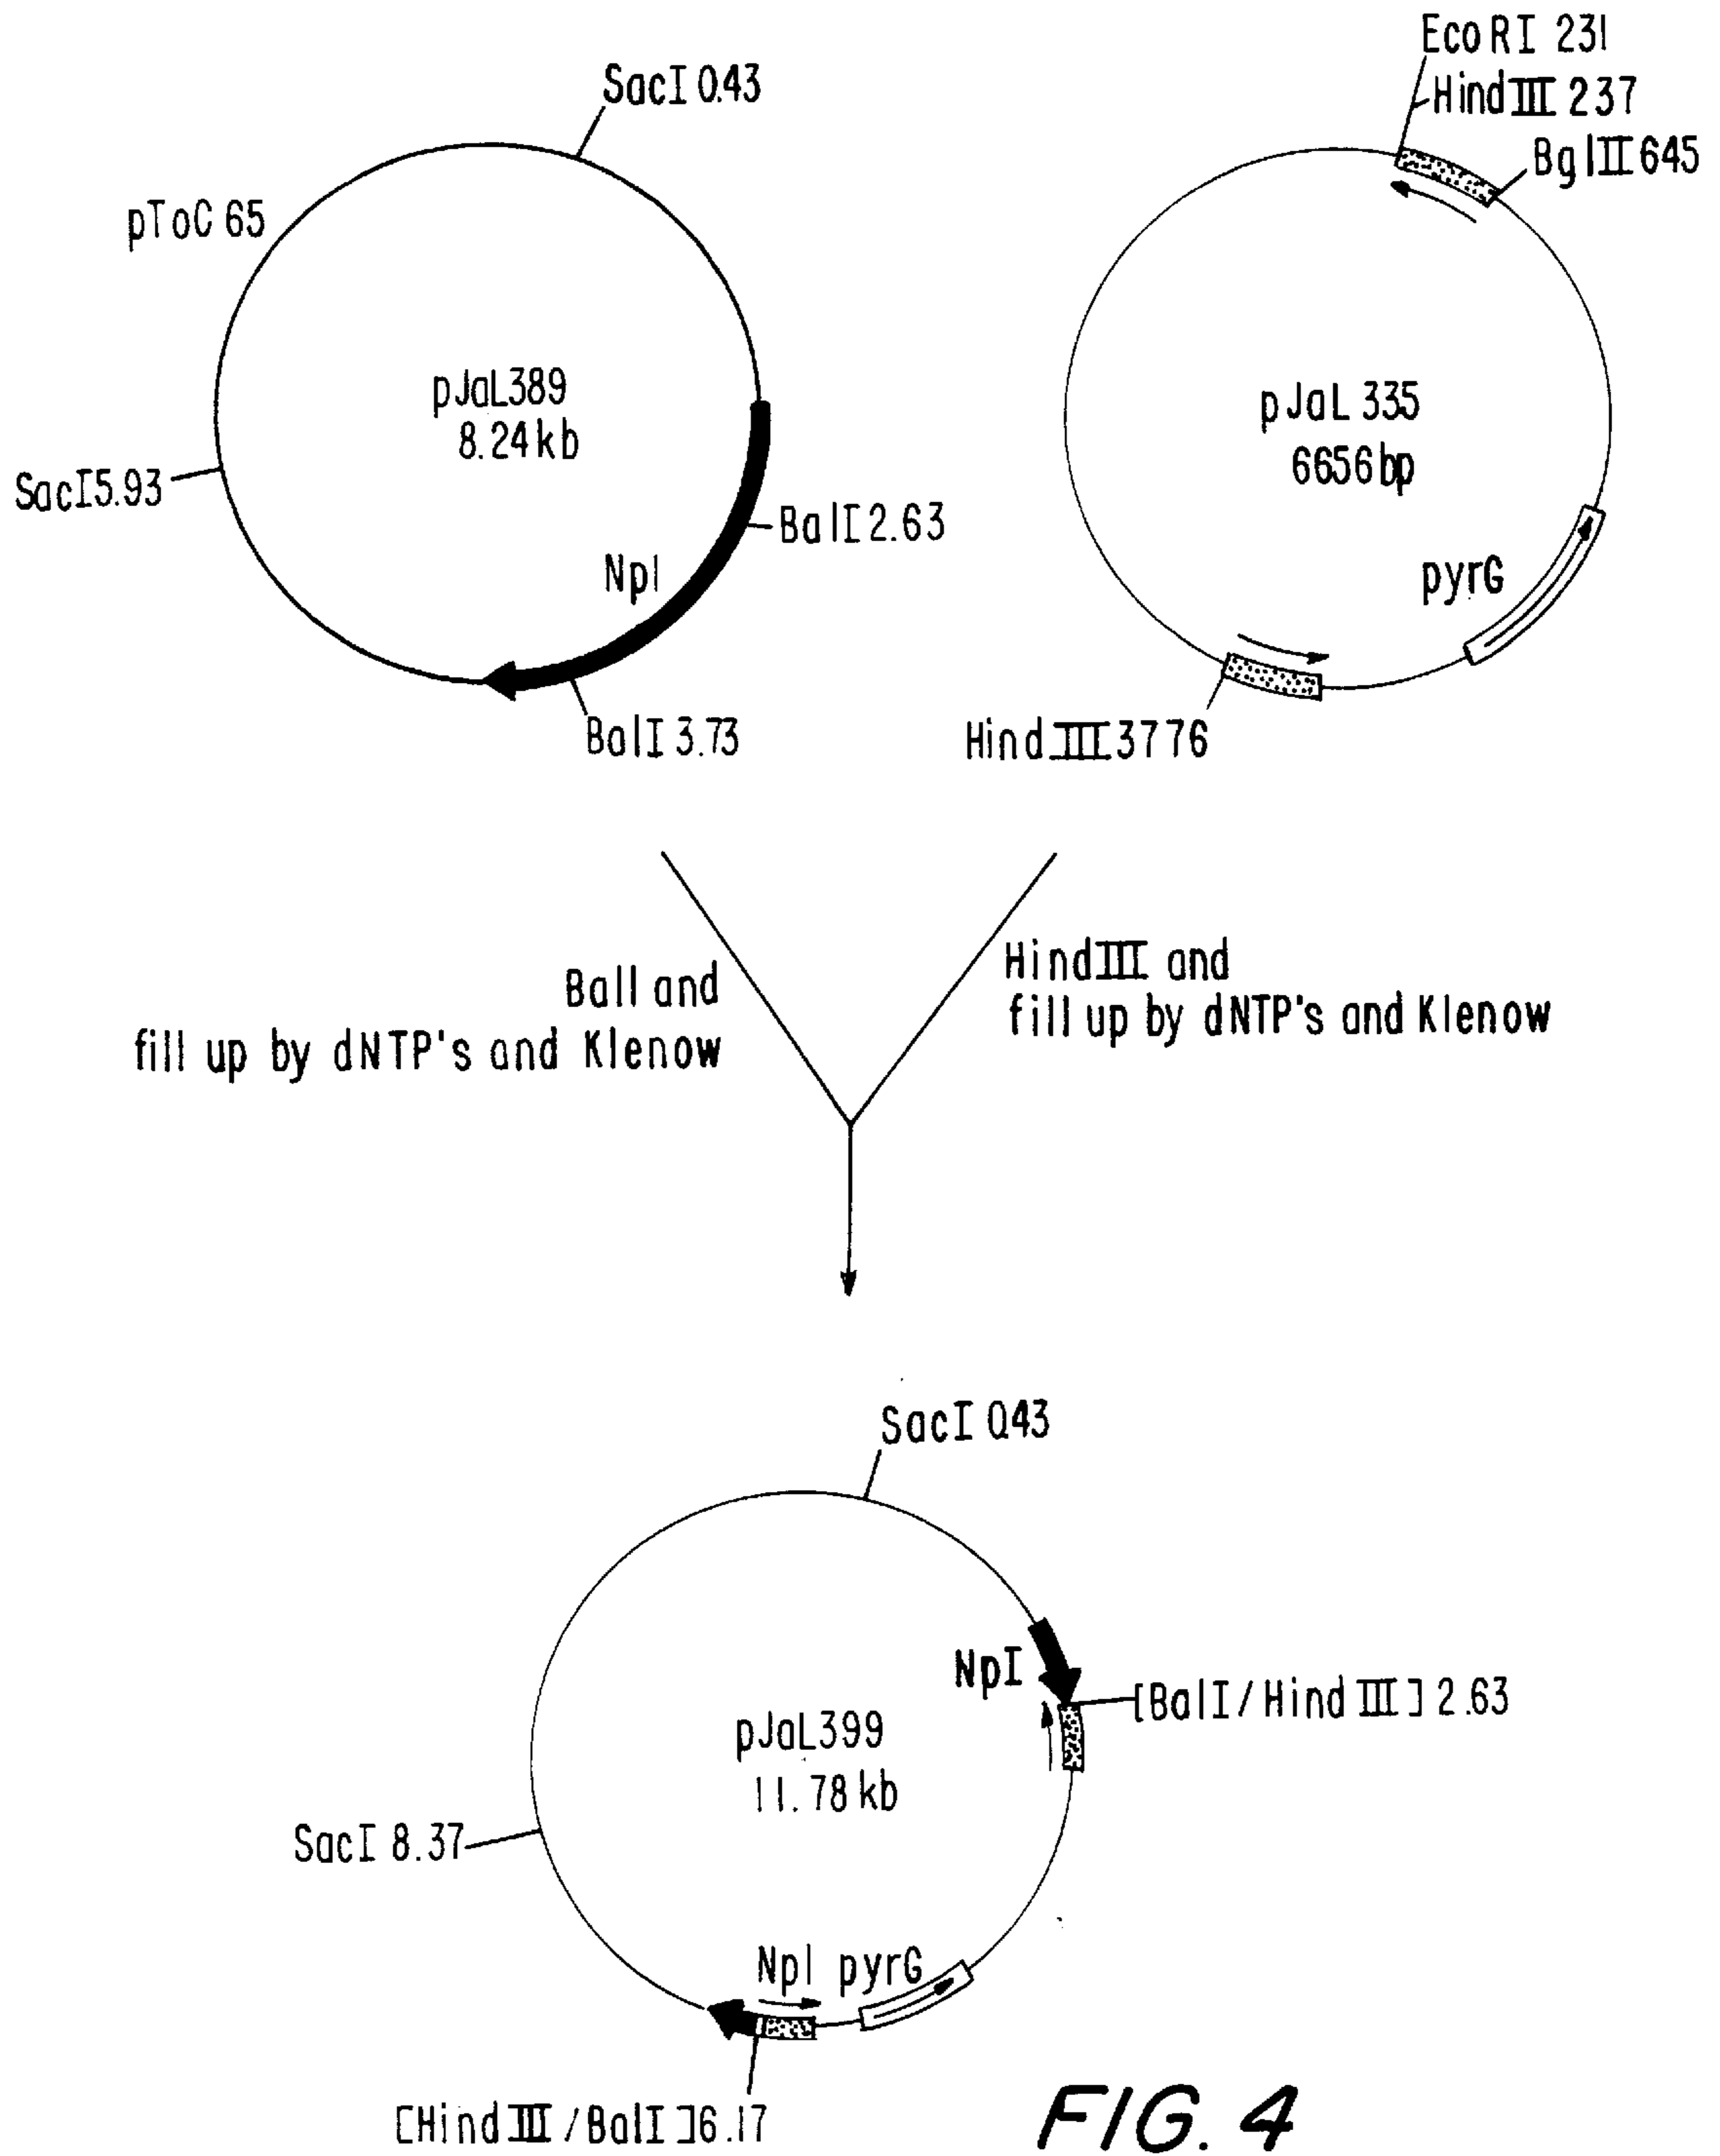 EcoRI 231
HindIII 237
BglII 645
SacI 0.43
pToC 65
pJaL389
8.24 kb
SacI 5.93
BalI 2.63
NpI
BalI 3.73
pJaL 335
6656 bp
pyrG
HindIII 3776
BalI and
fill up by dNTP's and Klenow
HindIII and
fill up by dNTP's and Klenow
SacI 0.43
NpI
[BalI/HindIII] 2.63
pJaL399
11.78 kb
SacI 8.37
NpI pyrG
[HindIII/BalI] 6.17
FIG. 4